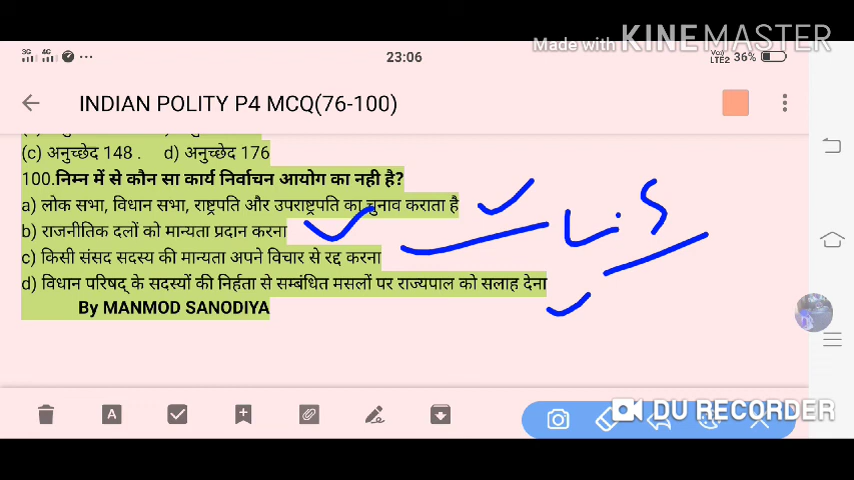 Made with KINEMASTER
3G 4G ... 23:06 Vo)) LTE2 36%
INDIAN POLITY P4 MCQ(76-100)
(c) अनुच्छेद 148 . d) अनुच्छेद 176
100.निम्न में से कौन सा कार्य निर्वाचन आयोग का नही है?
a) लोक सभा, विधान सभा, राष्ट्रपति और उपराष्ट्रपति का चुनाव कराता है
b) राजनीतिक दलों को मान्यता प्रदान करना
c) किसी संसद सदस्य की मान्यता अपने विचार से रद्द करना
d) विधान परिषद् के सदस्यों की निर्हता से सम्बंधित मसलों पर राज्यपाल को सलाह देना
By MANMOD SANODIYA
A
DU RECORDER